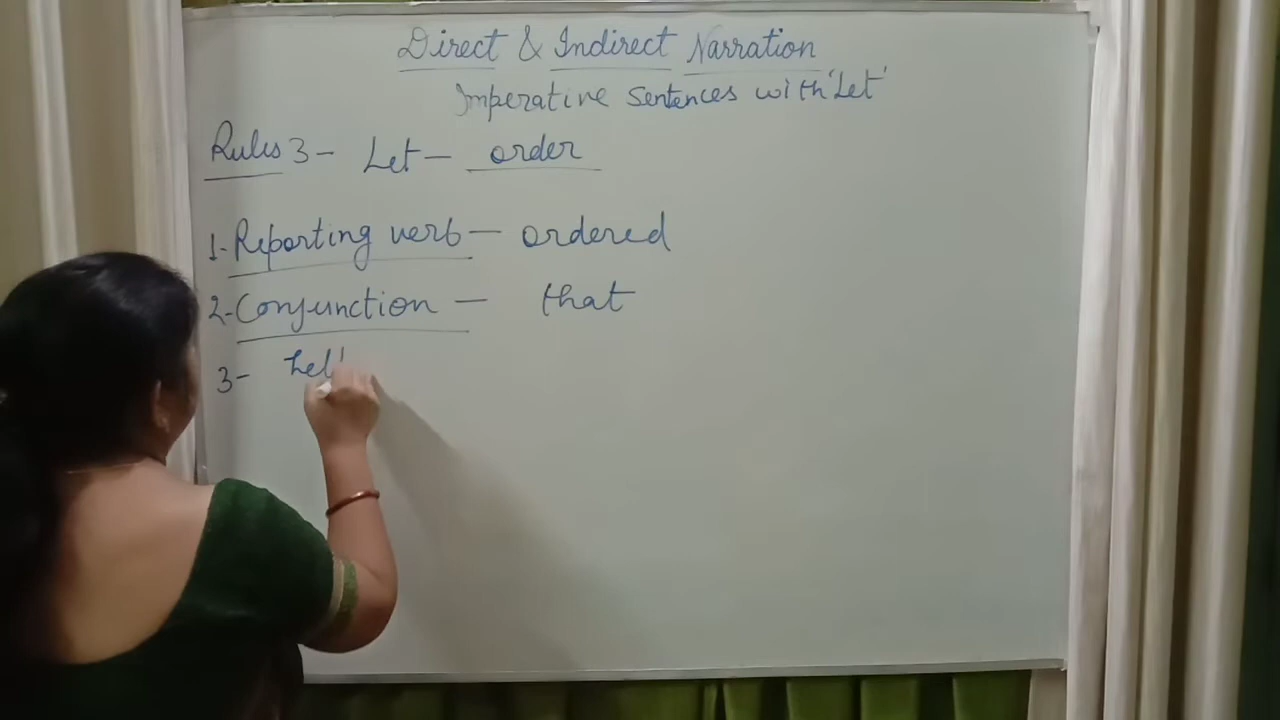 Direct & Indirect Narration
Imperative Sentences with 'Let'
Rules 3 - Let - order
1- Reporting verb - ordered
2- Conjunction - that
3-